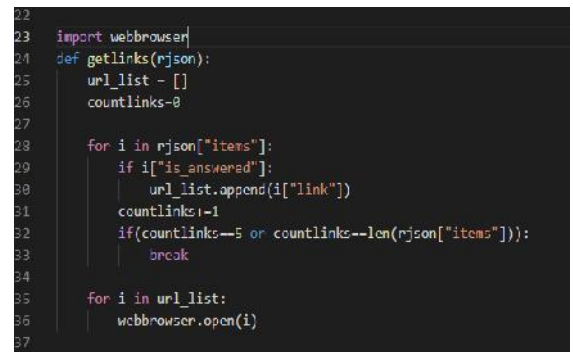 22
23 import webbrowser
24 def getlinks(rjson):
25     url_list = []
26     countlinks=0
27
28     for i in rjson["items"]:
29         if i["is_answered"]:
30             url_list.append(i["link"])
31         countlinks+=1
32         if(countlinks==5 or countlinks==len(rjson["items"])):
33             break
34
35     for i in url_list:
36         webbrowser.open(i)
37